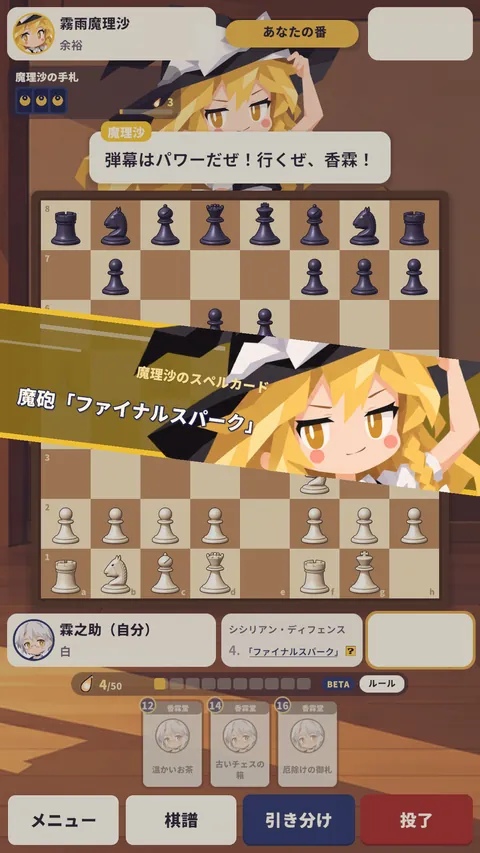 霧雨魔理沙
余裕
あなたの番
魔理沙の手札
3
魔理沙
弾幕はパワーだぜ！行くぜ、香霖！
8
7
6
魔理沙のスペルカード
魔砲「ファイナルスパーク」
3
2
1
a b c d e f g h
霖之助（自分）
白
シシリアン・ディフェンス
4. 「ファイナルスパーク」 ?
4/50
BETA
ルール
12 香霖堂
温かいお茶
14 香霖堂
古いチェスの
箱
16 香霖堂
厄除けの御札
メニュー
棋譜
引き分け
投了